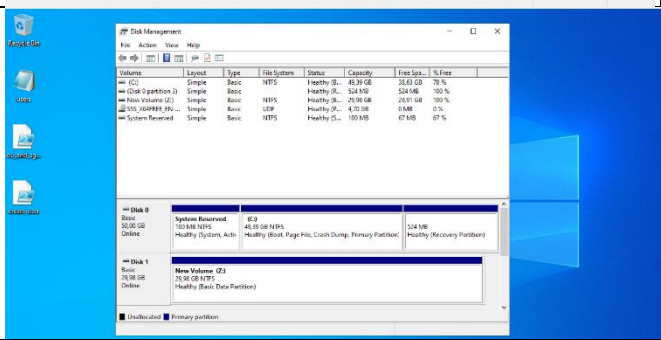 Recycle Bin
users
Disk Management
File Action View Help
Volume Layout Type File System Status Capacity Free Spa... % Free
(C:) Simple Basic NTFS Healthy (B... 49,39 GB 38,63 GB 78 %
(Disk 0 partition 3) Simple Basic Healthy (R... 524 MB 524 MB 100 %
New Volume (Z:) Simple Basic NTFS Healthy (B... 29,98 GB 29,91 GB 100 %
SSS_X64FREE_EN-... Simple Basic UDF Healthy (P... 4,70 GB 0 MB 0 %
System Reserved Simple Basic NTFS Healthy (S... 100 MB 67 MB 67 %
Disk 0
Basic
50,00 GB
Online
System Reserved
100 MB NTFS
Healthy (System, Activ
(C:)
49,39 GB NTFS
Healthy (Boot, Page File, Crash Dump, Primary Partition)
524 MB
Healthy (Recovery Partition)
Disk 1
Basic
29,98 GB
Online
New Volume (Z:)
29,98 GB NTFS
Healthy (Basic Data Partition)
Unallocated Primary partition